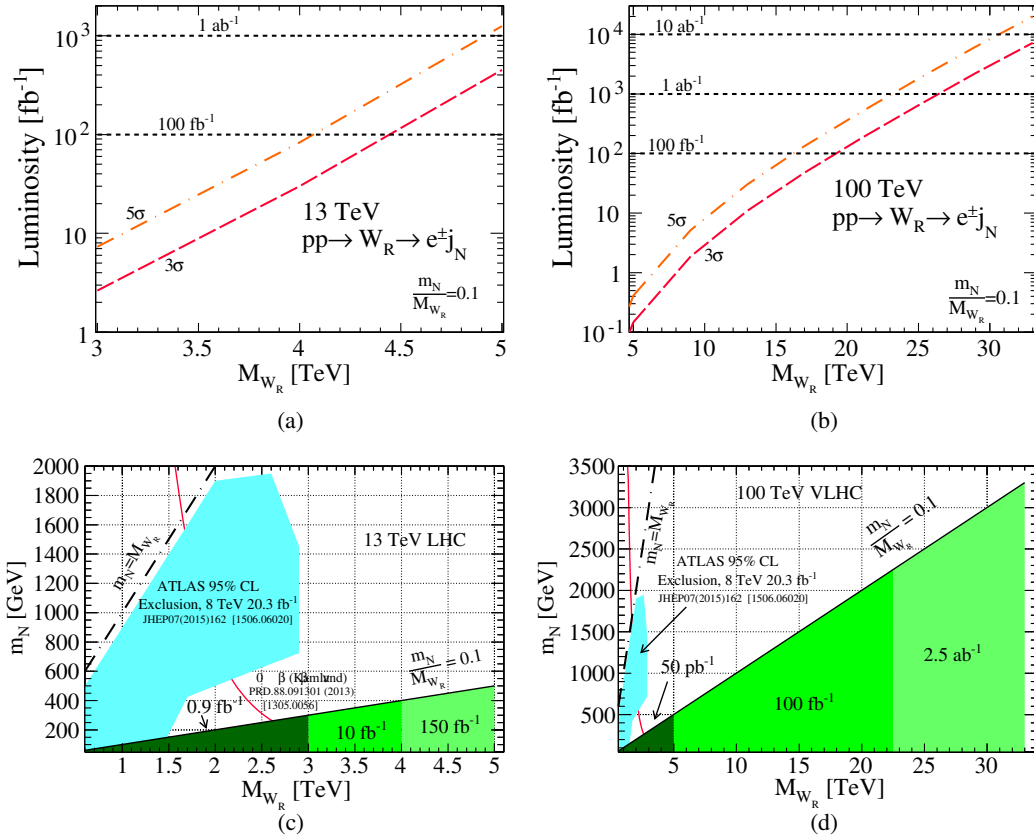 10³
10²
10
1
Luminosity [fb⁻¹]
1 ab⁻¹
100 fb⁻¹
5σ
3σ
13 TeV
pp→ W_R→ e^± j_N
m_N/M_{W_R}=0.1
3 3.5 4 4.5 5
M_{W_R} [TeV]
(a)
10⁴
10³
10²
10
1
10⁻¹
Luminosity [fb⁻¹]
10 ab⁻¹
1 ab⁻¹
100 fb⁻¹
5σ
3σ
100 TeV
pp→ W_R→ e^± j_N
m_N/M_{W_R}=0.1
5 10 15 20 25 30
M_{W_R} [TeV]
(b)
2000
1800
1600
1400
1200
1000
800
600
400
200
m_N [GeV]
m_N=M_{W_R}
13 TeV LHC
ATLAS 95% CL
Exclusion, 8 TeV 20.3 fb⁻¹
JHEP07(2015)162 [1506.06020]
m_N/M_{W_R} = 0.1
PRD.88.091301 (2013)
[1305.0056]
0.9 fb⁻¹
10 fb⁻¹
150 fb⁻¹
1 1.5 2 2.5 3 3.5 4 4.5 5
M_{W_R} [TeV]
(c)
3500
3000
2500
2000
1500
1000
500
m_N [GeV]
100 TeV VLHC
m_N=M_{W_R}
m_N/M_{W_R} = 0.1
ATLAS 95% CL
Exclusion, 8 TeV 20.3 fb⁻¹
JHEP07(2015)162 [1506.06020]
50 pb⁻¹
100 fb⁻¹
2.5 ab⁻¹
5 10 15 20 25 30
M_{W_R} [TeV]
(d)